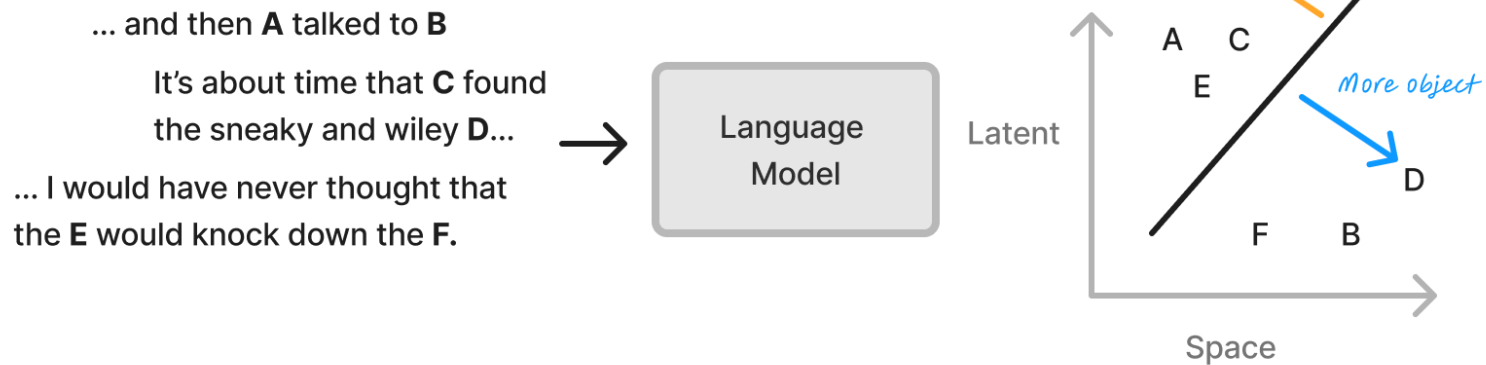 ... and then A talked to B
It's about time that C found
the sneaky and wiley D...
... I would have never thought that
the E would knock down the F.
Language
Model
Latent
Space
A C
E
More object
D
F B